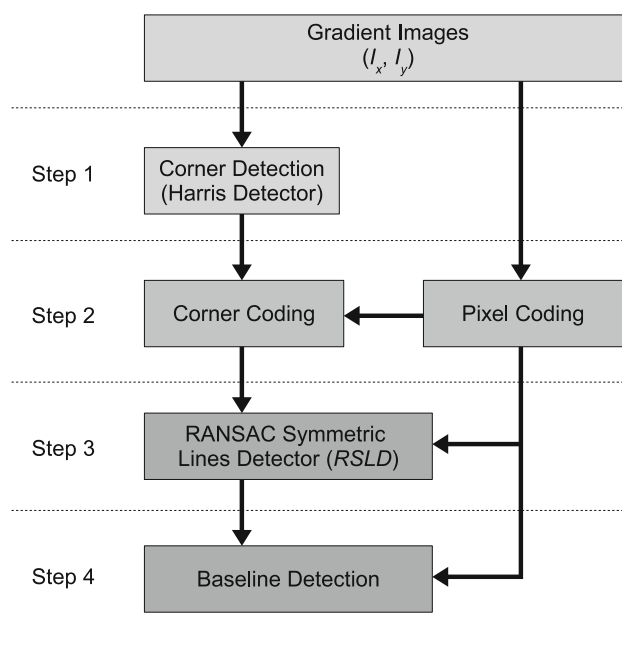 Gradient Images
(Ix, Iy)
Step 1
Corner Detection
(Harris Detector)
Step 2
Corner Coding
Pixel Coding
Step 3
RANSAC Symmetric
Lines Detector (RSLD)
Step 4
Baseline Detection